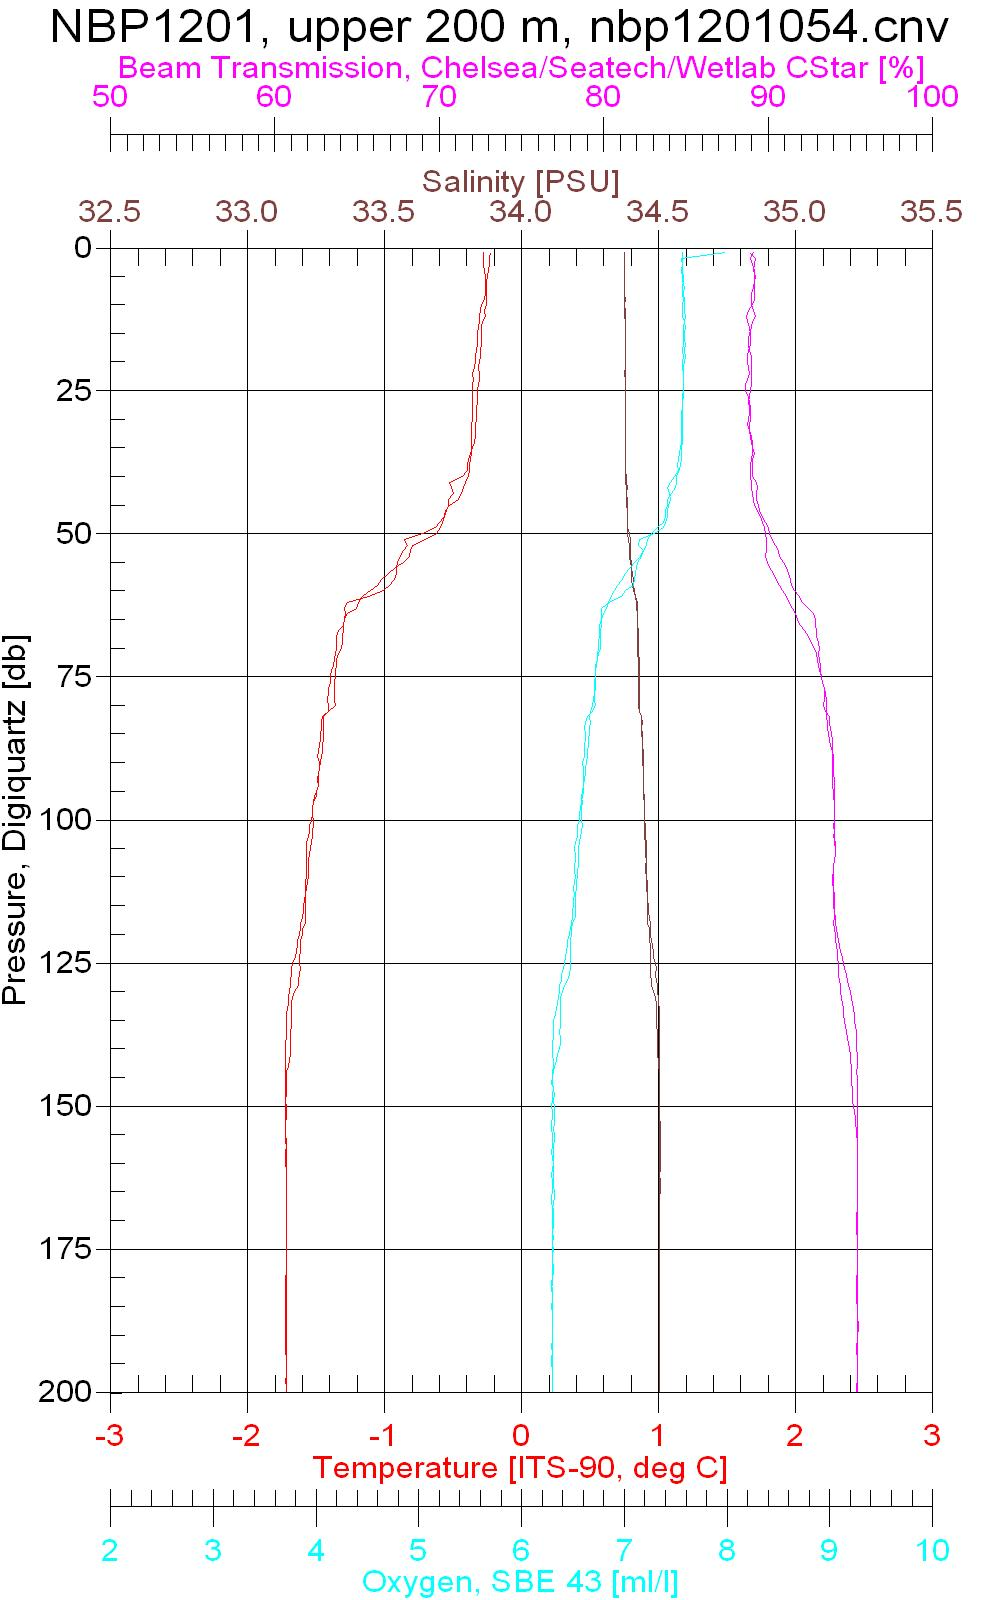 NBP1201, upper 200 m, nbp1201054.cnv
Beam Transmission, Chelsea/Seatech/Wetlab CStar [%]
50 60 70 80 90 100
Salinity [PSU]
32.5 33.0 33.5 34.0 34.5 35.0 35.5
0
25
50
75
100
125
150
175
200
Pressure, Digiquartz [db]
-3 -2 -1 0 1 2 3
Temperature [ITS-90, deg C]
2 3 4 5 6 7 8 9 10
Oxygen, SBE 43 [ml/l]